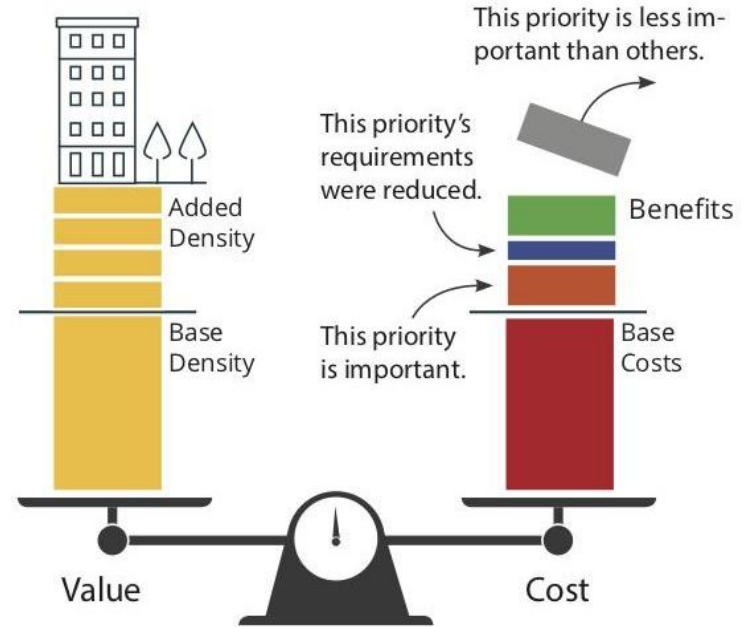 This priority is less im-
portant than others.
This priority's
requirements
were reduced.
Added
Density
Benefits
Base
Density
This priority
is important.
Base
Costs
Value
Cost